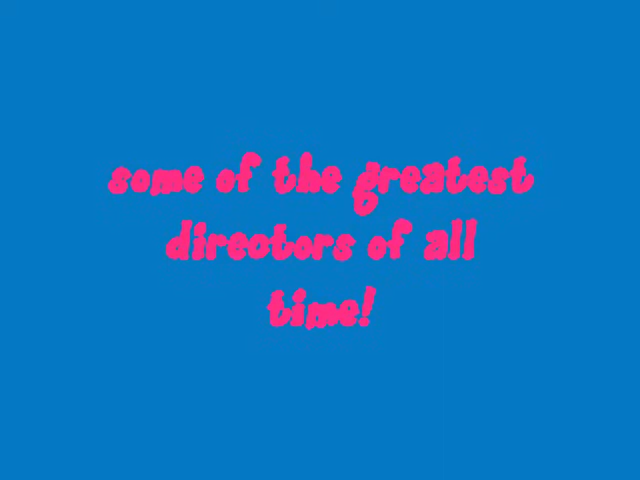 some of the greatest
directors of all
time!